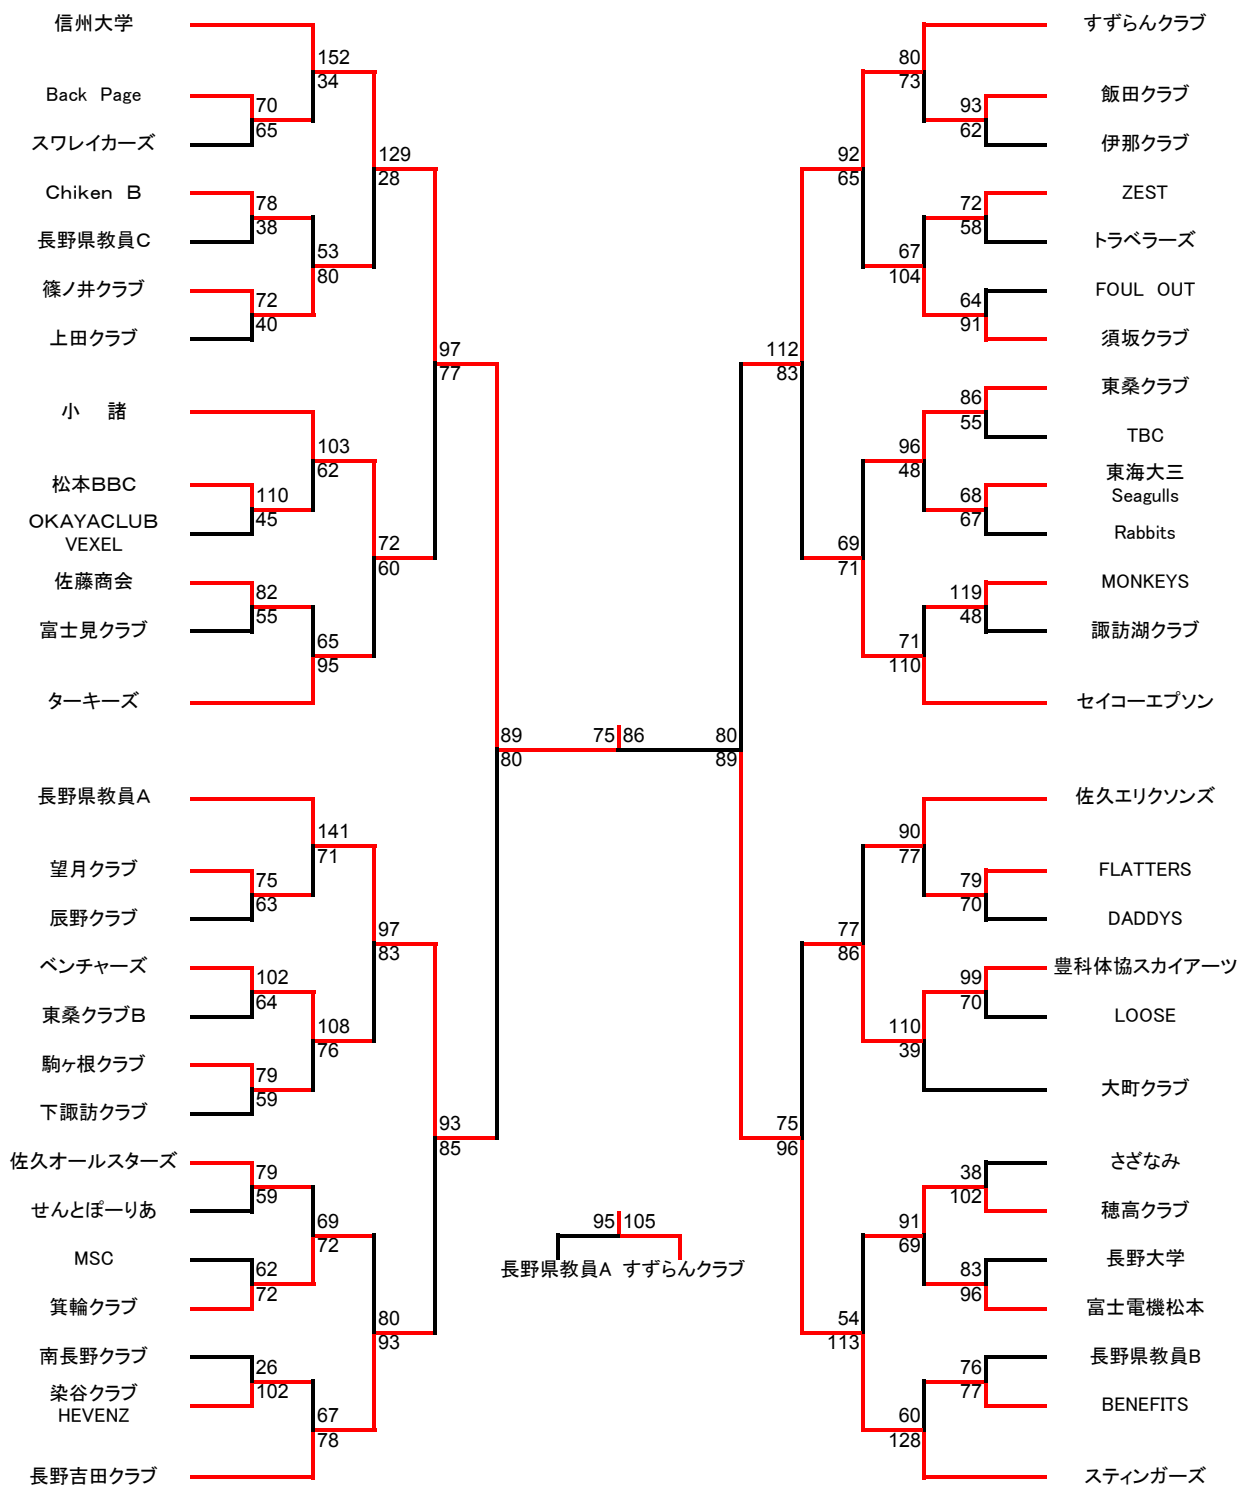 信州大学
152
34
Back Page
70
65
スワレイカーズ
129
28
Chiken B
78
38
長野県教員C
53
80
篠ノ井クラブ
72
40
上田クラブ
97
77
小 諸
103
62
松本BBC
110
45
OKAYACLUB
VEXEL
72
60
佐藤商会
82
55
富士見クラブ
65
95
ターキーズ
89
80
長野県教員A
141
71
望月クラブ
75
63
辰野クラブ
97
83
ベンチャーズ
102
64
東桑クラブB
108
76
駒ヶ根クラブ
79
59
下諏訪クラブ
93
85
佐久オールスターズ
79
59
せんとぽーりあ
69
72
MSC
62
72
箕輪クラブ
80
93
南長野クラブ
26
102
染谷クラブ
HEVENZ
67
78
長野吉田クラブ
75 86
95 105
長野県教員A すずらんクラブ
すずらんクラブ
80
73
飯田クラブ
93
62
伊那クラブ
92
65
ZEST
72
58
トラベラーズ
67
104
FOUL OUT
64
91
須坂クラブ
112
83
東桑クラブ
86
55
TBC
96
48
東海大三
Seagulls
68
67
Rabbits
69
71
MONKEYS
119
48
諏訪湖クラブ
71
110
セイコーエプソン
80
89
佐久エリクソンズ
90
77
FLATTERS
79
70
DADDYS
77
86
豊科体協スカイアーツ
99
70
LOOSE
110
39
大町クラブ
75
96
さざなみ
38
102
穂高クラブ
91
69
長野大学
83
96
富士電機松本
54
113
長野県教員B
76
77
BENEFITS
60
128
スティンガーズ